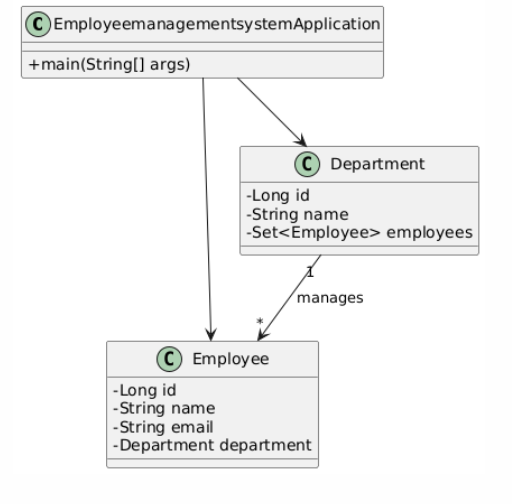 C EmployeemanagementsystemApplication
+main(String[] args)
C Department
-Long id
-String name
-Set<Employee> employees
1
manages
*
C Employee
-Long id
-String name
-String email
-Department department